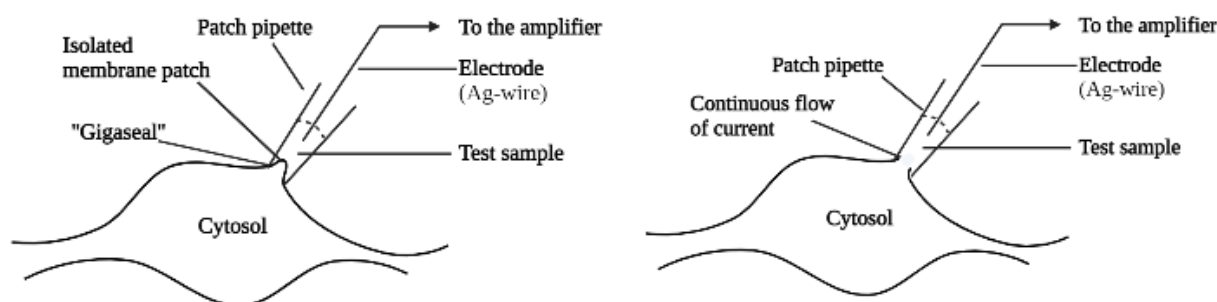 Patch pipette
To the amplifier
Isolated
membrane patch
Electrode
(Ag-wire)
"Gigaseal"
Test sample
Cytosol
To the amplifier
Patch pipette
Electrode
(Ag-wire)
Continuous flow
of current
Test sample
Cytosol